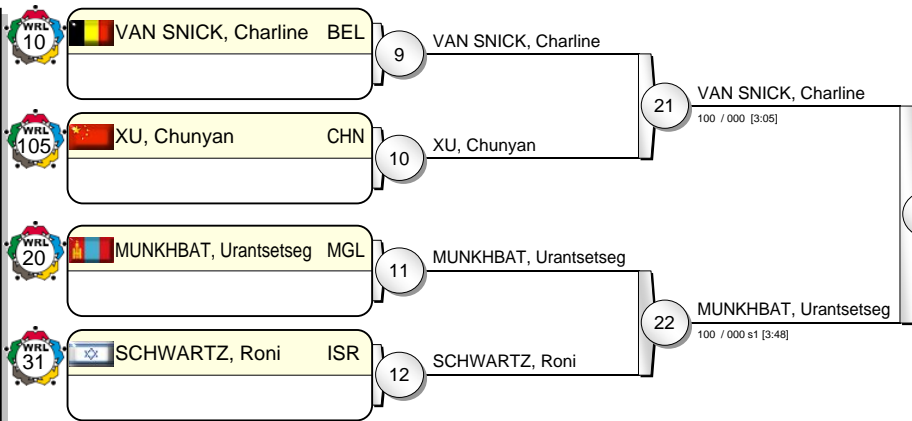 WRL
10
VAN SNICK, Charline BEL
9
VAN SNICK, Charline
21
VAN SNICK, Charline
100 / 000 [3:05]
WRL
105
XU, Chunyan CHN
10
XU, Chunyan
WRL
20
MUNKHBAT, Urantsetseg MGL
11
MUNKHBAT, Urantsetseg
22
MUNKHBAT, Urantsetseg
100 / 000 s1 [3:48]
WRL
31
SCHWARTZ, Roni ISR
12
SCHWARTZ, Roni